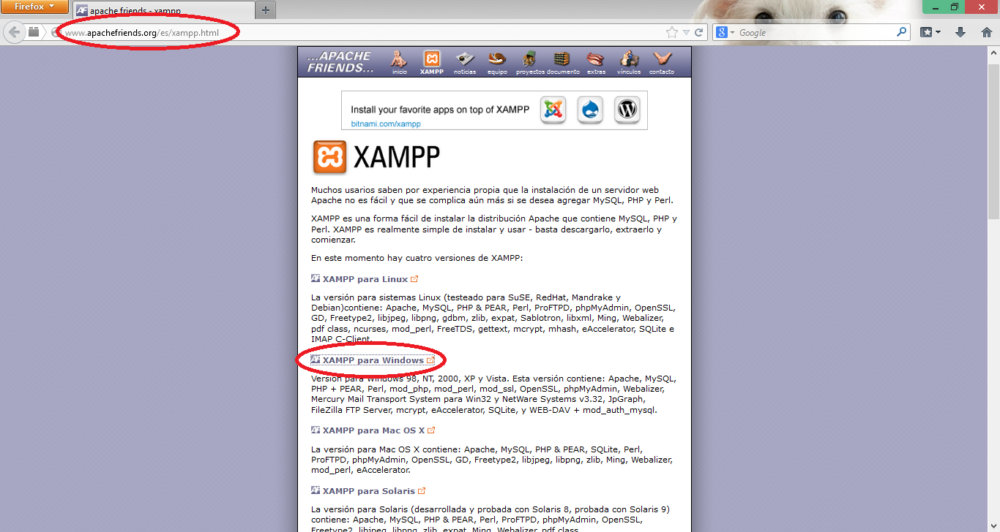 Firefox
apache friends - xampp
www.apachefriends.org/es/xampp.html
Google
...APACHE
FRIENDS...
inicio
XAMPP
noticias
equipo
proyectos
documento
extras
vínculos
contacto
Install your favorite apps on top of XAMPP
bitnami.com/xampp
XAMPP
Muchos usarios saben por experiencia propia que la instalación de un servidor web
Apache no es fácil y que se complica aún más si se desea agregar MySQL, PHP y Perl.
XAMPP es una forma fácil de instalar la distribución Apache que contiene MySQL, PHP y
Perl. XAMPP es realmente simple de instalar y usar - basta descargarlo, extraerlo y
comienzar.
En este momento hay cuatro versiones de XAMPP:
XAMPP para Linux
La versión para sistemas Linux (testeado para SuSE, RedHat, Mandrake y
Debian)contiene: Apache, MySQL, PHP & PEAR, Perl, ProFTPD, phpMyAdmin, OpenSSL,
GD, Freetype2, libjpeg, libpng, gdbm, zlib, expat, Sablotron, libxml, Ming, Webalizer,
pdf class, ncurses, mod_perl, FreeTDS, gettext, mcrypt, mhash, eAccelerator, SQLite e
IMAP C-Client.
XAMPP para Windows
Versión para Windows 98, NT, 2000, XP y Vista. Esta versión contiene: Apache, MySQL,
PHP + PEAR, Perl, mod_php, mod_perl, mod_ssl, OpenSSL, phpMyAdmin, Webalizer,
Mercury Mail Transport System para Win32 y NetWare Systems v3.32, JpGraph,
FileZilla FTP Server, mcrypt, eAccelerator, SQLite, y WEB-DAV + mod_auth_mysql.
XAMPP para Mac OS X
La versión para Mac OS X contiene: Apache, MySQL, PHP & PEAR, SQLite, Perl,
ProFTPD, phpMyAdmin, OpenSSL, GD, Freetype2, libjpeg, libpng, zlib, Ming, Webalizer,
mod_perl, eAccelerator.
XAMPP para Solaris
La versión para Solaris (desarrollada y probada con Solaris 8, probada con Solaris 9)
contiene: Apache, MySQL, PHP & PEAR, Perl, ProFTPD, phpMyAdmin, OpenSSL,
Freetype2, libjpeg, libpng, zlib, expat, Ming, Webalizer, pdf class.